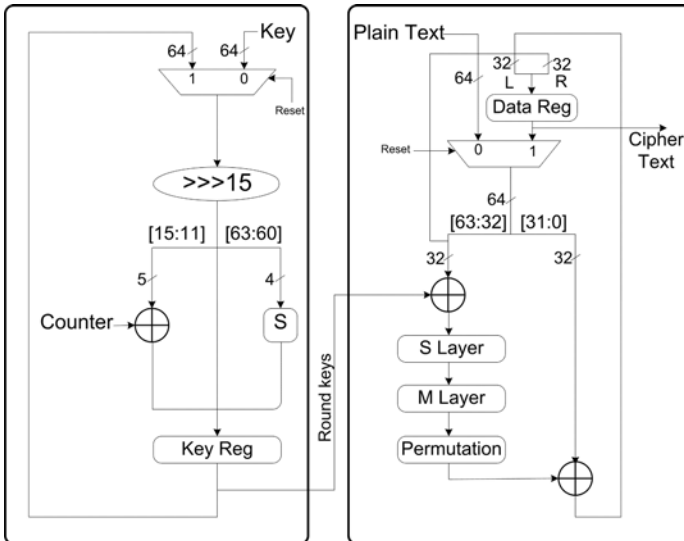 64
64
Key
1
0
Reset
>>>15
[15:11]
[63:60]
5
4
Counter
S
Key Reg
Round keys
Plain Text
32
32
L
R
64
Data Reg
Cipher
Text
Reset
0
1
64
[63:32]
[31:0]
32
32
S Layer
M Layer
Permutation